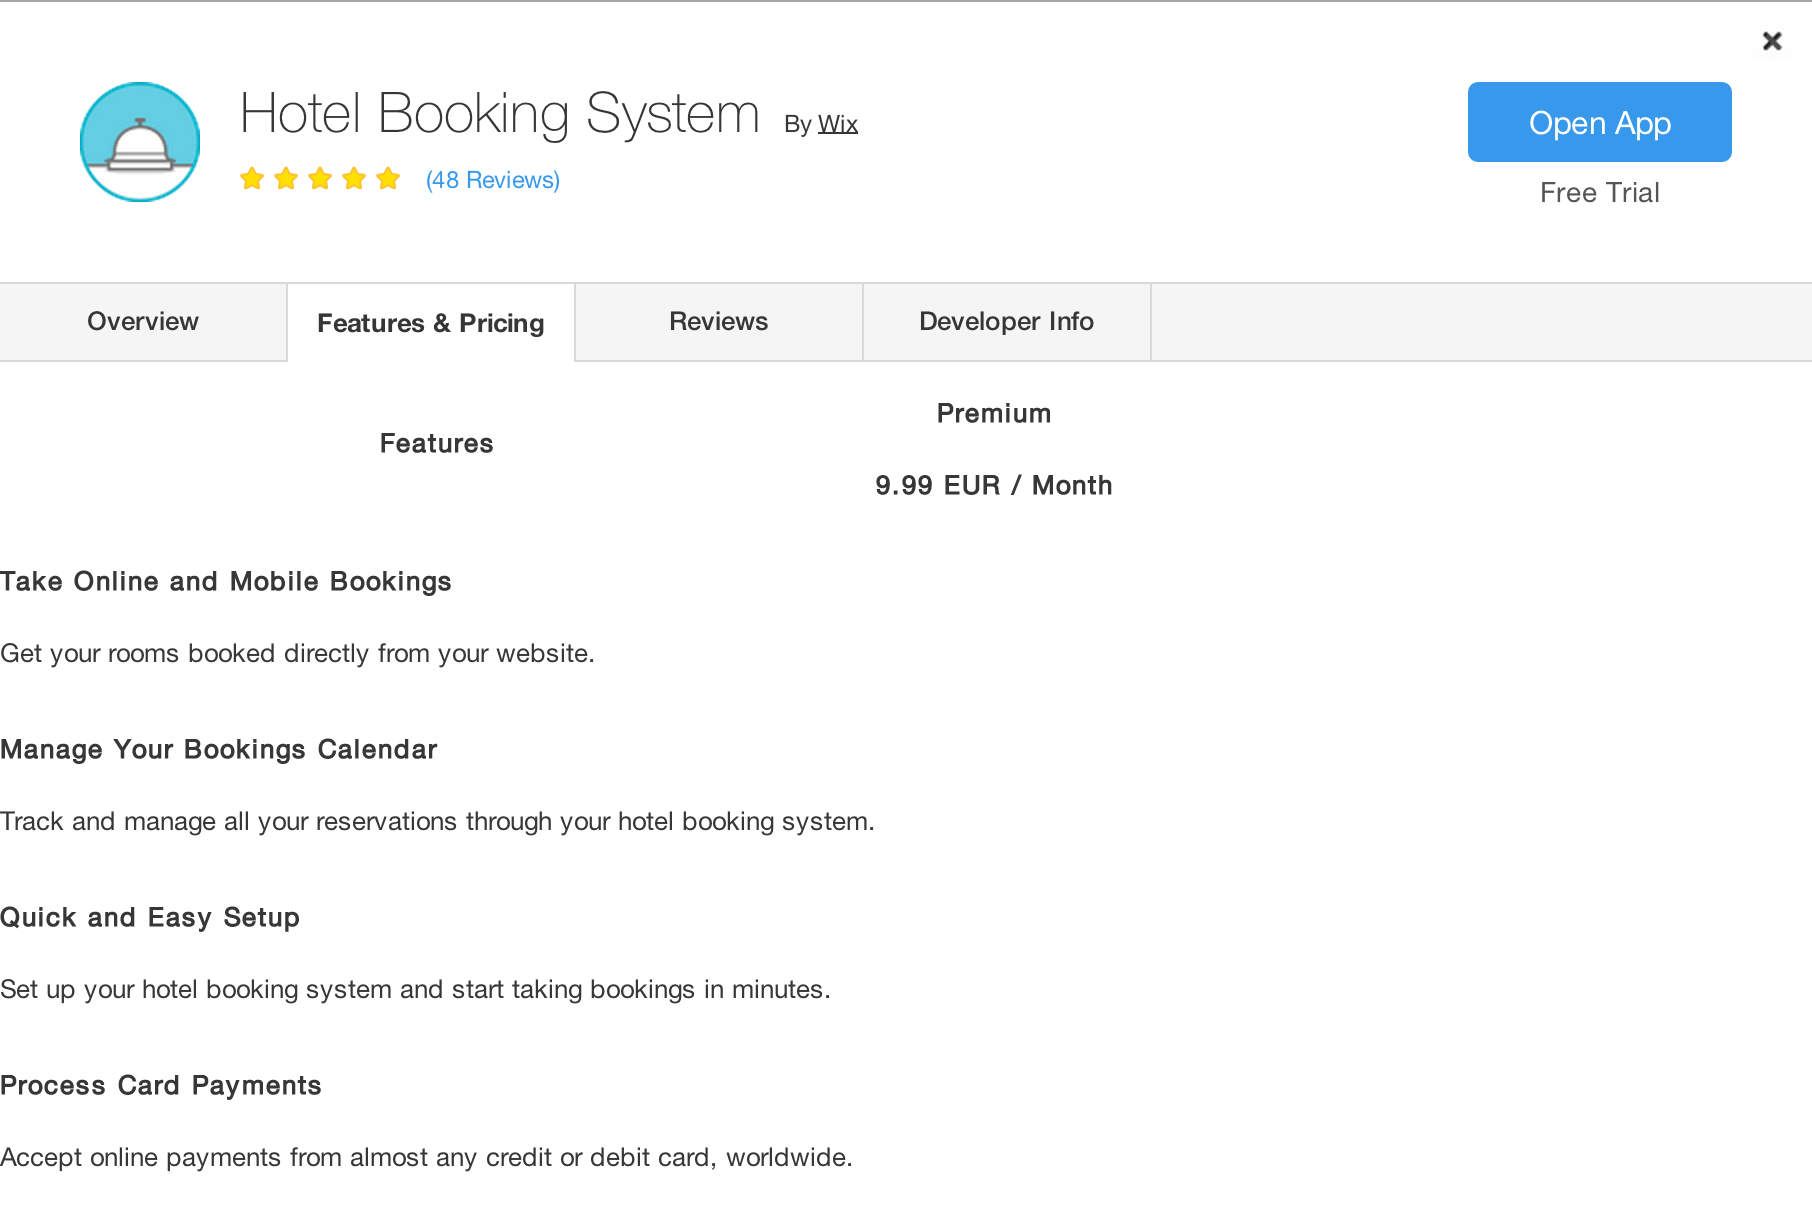 Hotel Booking System By Wix
(48 Reviews)
Open App
Free Trial
Overview
Features & Pricing
Reviews
Developer Info
Features
Premium
9.99 EUR / Month
Take Online and Mobile Bookings
Get your rooms booked directly from your website.
Manage Your Bookings Calendar
Track and manage all your reservations through your hotel booking system.
Quick and Easy Setup
Set up your hotel booking system and start taking bookings in minutes.
Process Card Payments
Accept online payments from almost any credit or debit card, worldwide.